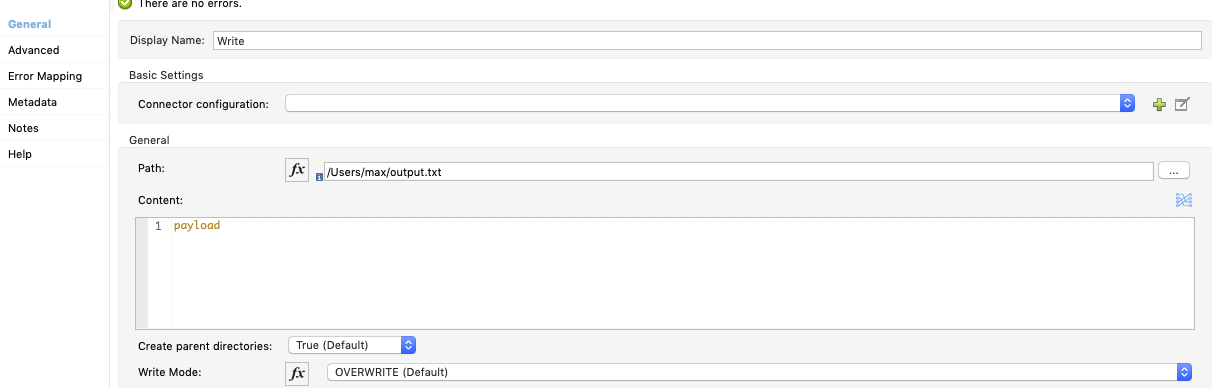 There are no errors.
General
Advanced
Error Mapping
Metadata
Notes
Help
Display Name: Write
Basic Settings
Connector configuration:
General
Path: fx /Users/max/output.txt ...
Content:
1 payload
Create parent directories: True (Default)
Write Mode: fx OVERWRITE (Default)